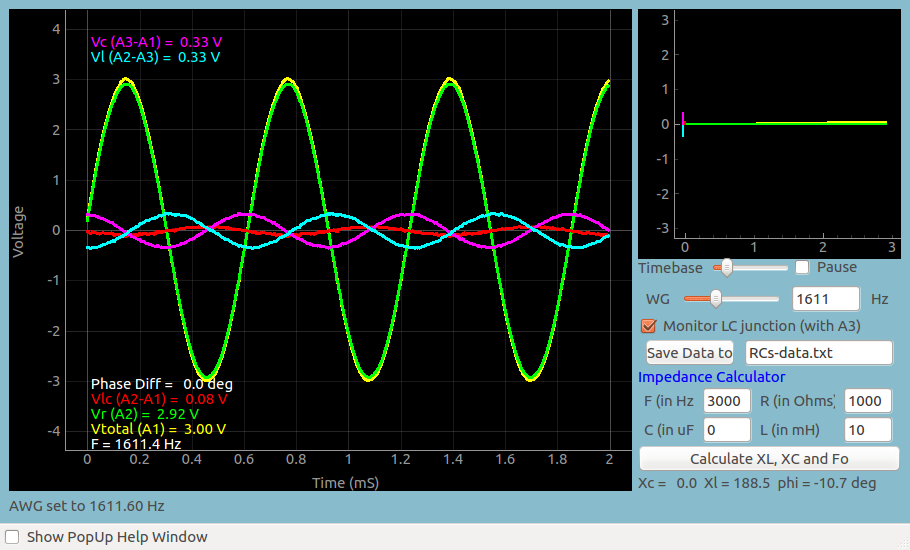 4
3
2
1
0
-1
-2
-3
-4
Voltage
Vc (A3-A1) = 0.33 V
Vl (A2-A3) = 0.33 V
Phase Diff = 0.0 deg
Vlc (A2-A1) = 0.08 V
Vr (A2) = 2.92 V
Vtotal (A1) = 3.00 V
F = 1611.4 Hz
0 0.2 0.4 0.6 0.8 1 1.2 1.4 1.6 1.8 2
Time (mS)
3
2
1
0
-1
-2
-3
0 1 2 3
Timebase Pause
WG 1611 Hz
Monitor LC junction (with A3)
Save Data to RCs-data.txt
Impedance Calculator
F (in Hz 3000 R (in Ohms) 1000
C (in uF 0 L (in mH) 10
Calculate XL, XC and Fo
Xc = 0.0 Xl = 188.5 phi = -10.7 deg
AWG set to 1611.60 Hz
Show PopUp Help Window